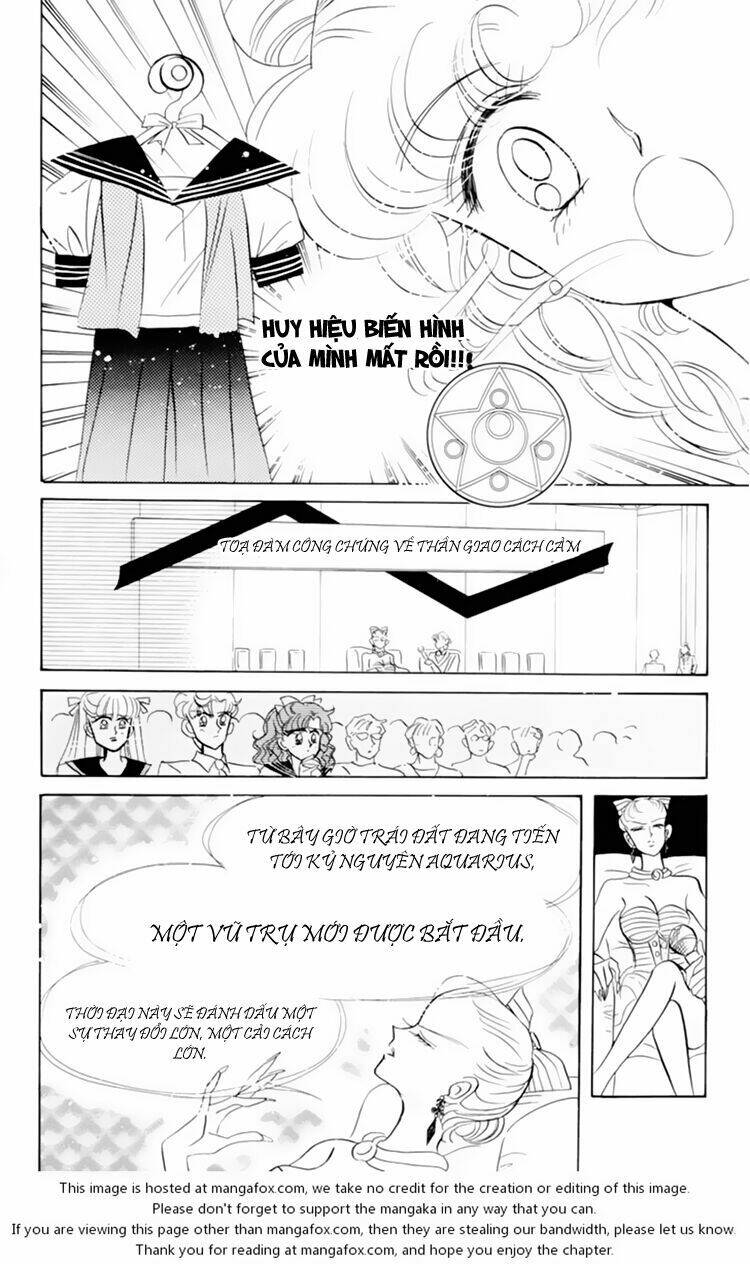 HUY HIỆU BIẾN HÌNH
CỦA MÌNH MẤT RỒI!!!
TOẠ ĐÀM CÔNG CHÚNG VỀ THẦN GIAO CÁCH CẢM
TỪ BÂY GIỜ TRÁI ĐẤT ĐANG TIẾN
TỚI KỶ NGUYÊN AQUARIUS,
MỘT VŨ TRỤ MỚI ĐƯỢC BẮT ĐẦU.
THỜI ĐẠI NÀY SẼ ĐÁNH DẤU MỘT
SỰ THAY ĐỔI LỚN, MỘT CẢI CÁCH
LỚN.
This image is hosted at mangafox.com, we take no credit for the creation or editing of this image.
Please don't forget to support the mangaka in any way that you can.
If you are viewing this page other than mangafox.com, then they are stealing our bandwidth, please let us know.
Thank you for reading at mangafox.com, and hope you enjoy the chapter.